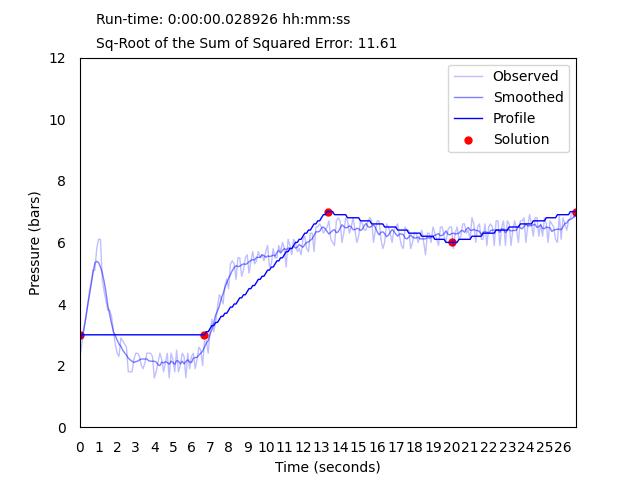 Run-time: 0:00:00.028926 hh:mm:ss
Sq-Root of the Sum of Squared Error: 11.61
12
10
8
6
4
2
0
Observed
Smoothed
Profile
Solution
Pressure (bars)
0 1 2 3 4 5 6 7 8 9 10 11 12 13 14 15 16 17 18 19 20 21 22 23 24 25 26
Time (seconds)